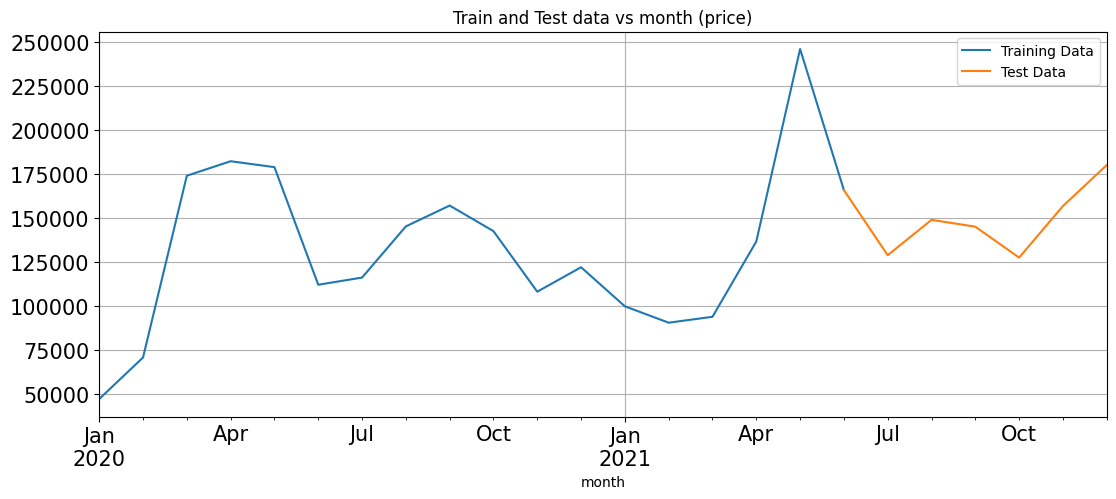 Train and Test data vs month (price)
Training Data
Test Data
250000
225000
200000
175000
150000
125000
100000
75000
50000
Jan Apr Jul Oct Jan Apr Jul Oct
2020 2021
month